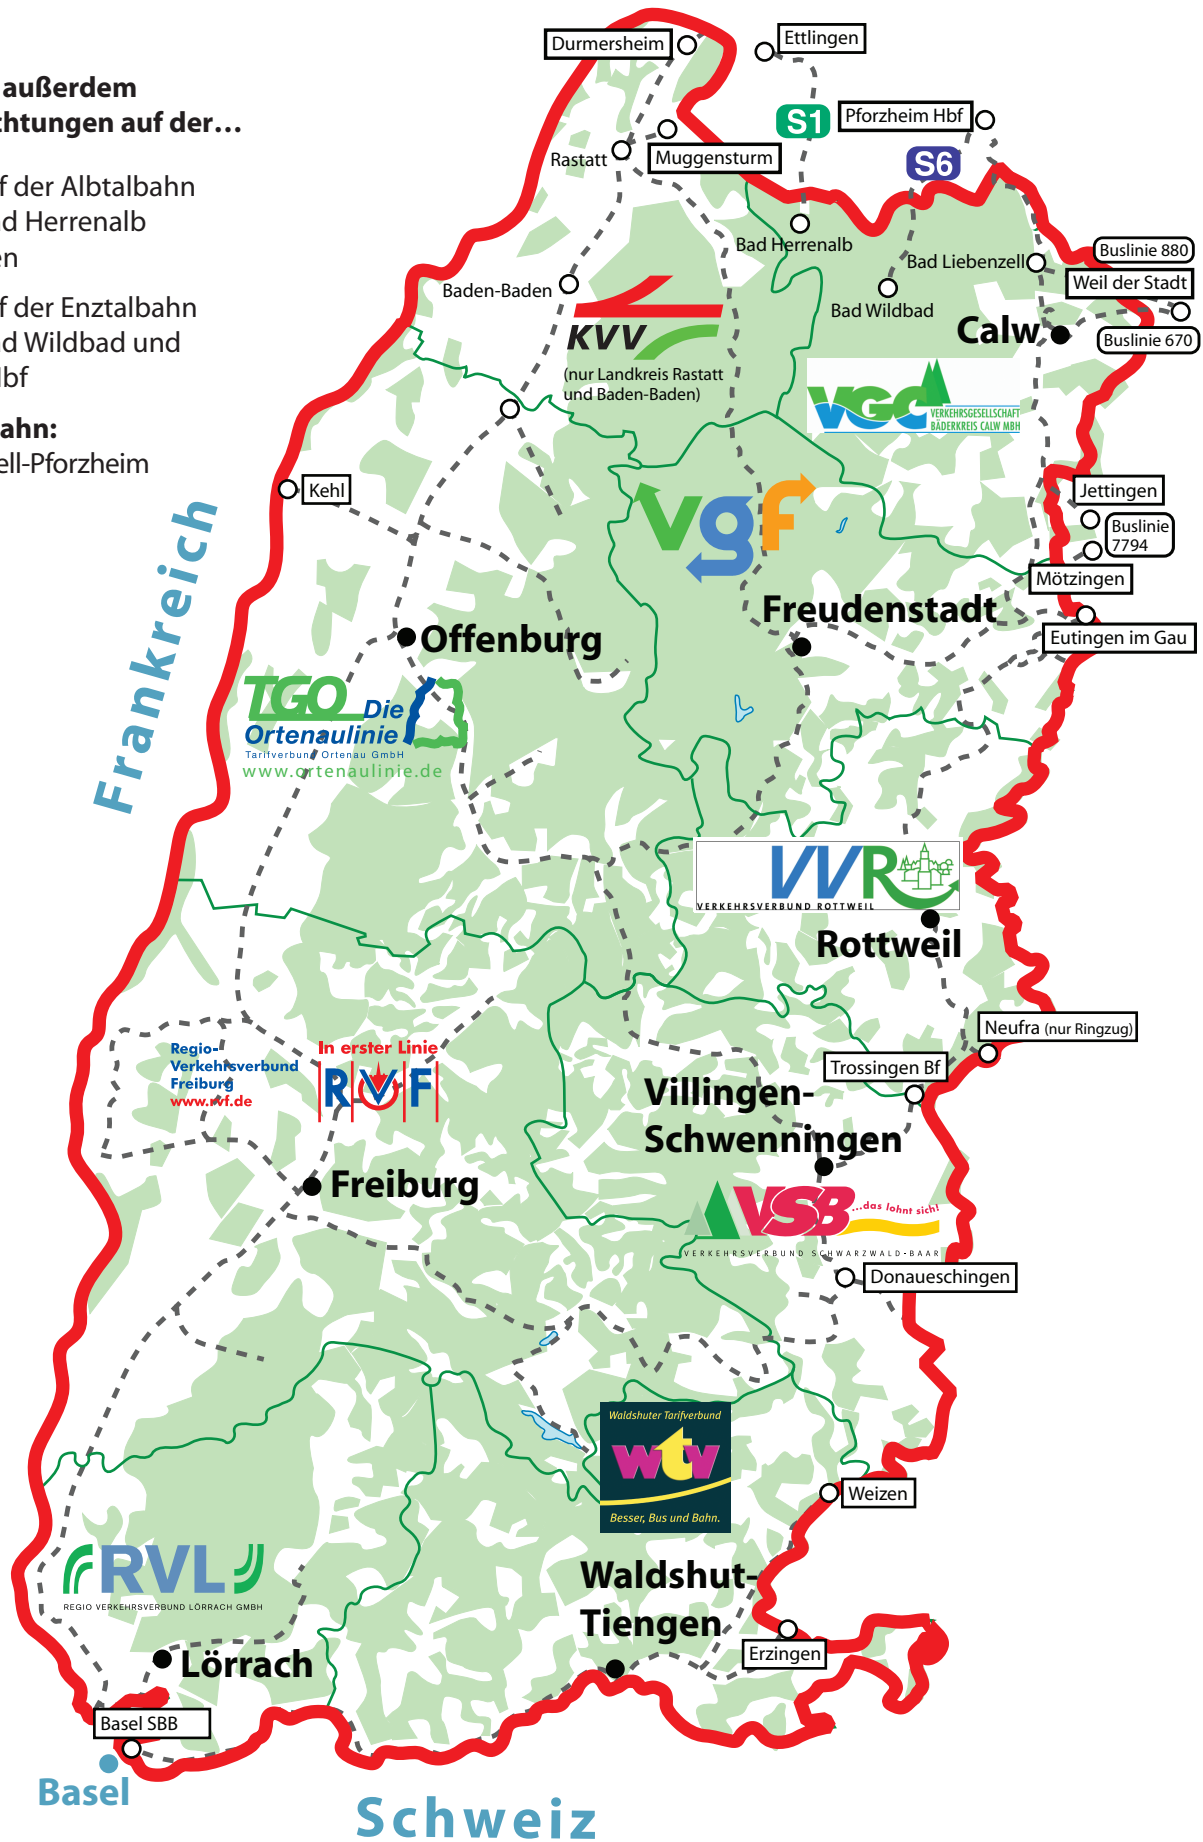 außerdem
chtungen auf der…
f der Albtalbahn
d Herrenalb
en
f der Enztalbahn
d Wildbad und
lbf
ahn:
ell-Pforzheim
Durmersheim
Ettlingen
S1
Pforzheim Hbf
Rastatt
Muggensturm
S6
Bad Herrenalb
Bad Liebenzell
Buslinie 880
Weil der Stadt
Baden-Baden
Bad Wildbad
Calw
Buslinie 670
KVV
(nur Landkreis Rastatt
und Baden-Baden)
VGC
VERKEHRSGESELLSCHAFT
BÄDERKREIS CALW MBH
Kehl
Jettingen
Buslinie
7794
vgf
Mötzingen
Frankreich
Freudenstadt
Offenburg
Eutingen im Gau
TGO
Die
Ortenaulinie
Tarifverbund Ortenau GmbH
www.ortenaulinie.de
VVR
VERKEHRSVERBUND ROTTWEIL
Rottweil
Neufra (nur Ringzug)
Regio-
Verkehrsverbund
Freiburg
www.rvf.de
In erster Linie
RVF
Trossingen Bf
Villingen-
Schwenningen
Freiburg
VSB
...das lohnt sich!
VERKEHRSVERBUND SCHWARZWALD-BAAR
Donaueschingen
Waldshuter Tarifverbund
wtv
Besser, Bus und Bahn.
Weizen
RVL
REGIO VERKEHRSVERBUND LÖRRACH GMBH
Waldshut-
Tiengen
Erzingen
Lörrach
Basel SBB
Basel
Schweiz